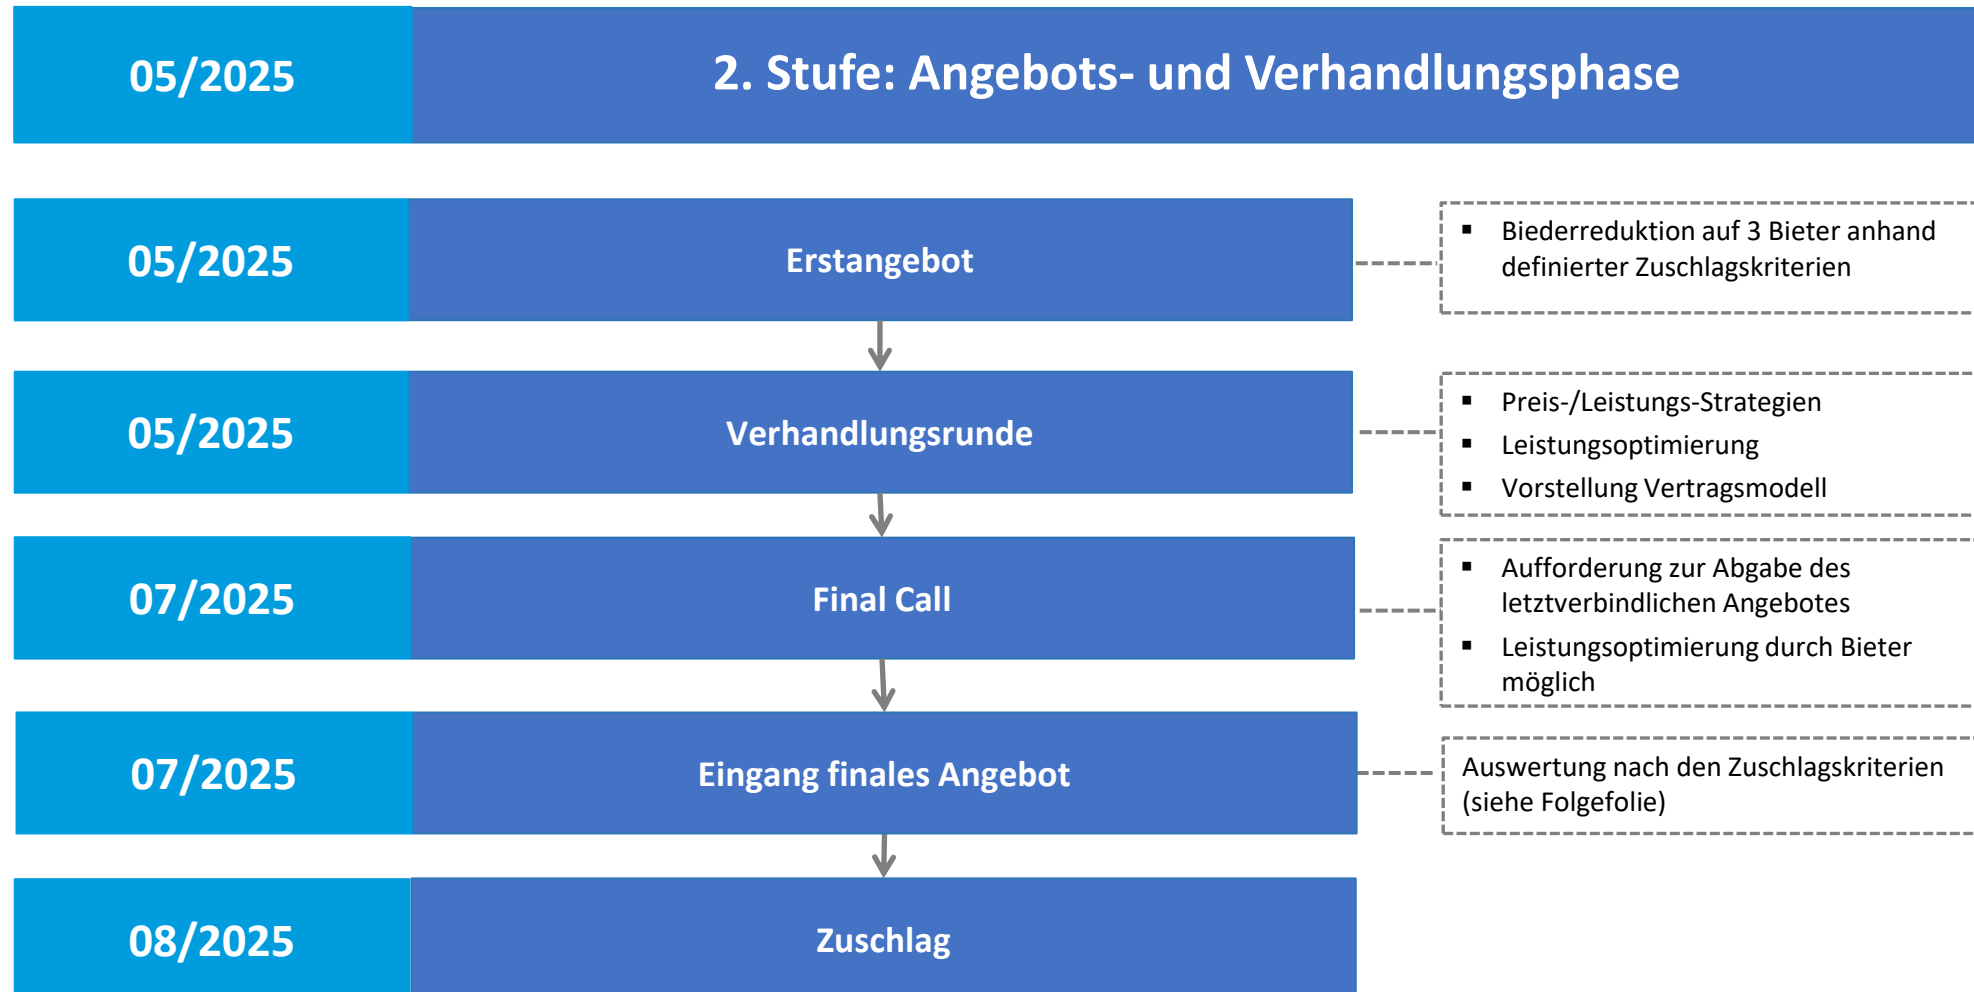 05/2025
2. Stufe: Angebots- und Verhandlungsphase
05/2025
Erstangebot
▪ Biederreduktion auf 3 Bieter anhand
definierter Zuschlagskriterien
05/2025
Verhandlungsrunde
▪ Preis-/Leistungs-Strategien
▪ Leistungsoptimierung
▪ Vorstellung Vertragsmodell
07/2025
Final Call
▪ Aufforderung zur Abgabe des
letztverbindlichen Angebotes
▪ Leistungsoptimierung durch Bieter
möglich
07/2025
Eingang finales Angebot
Auswertung nach den Zuschlagskriterien
(siehe Folgefolie)
08/2025
Zuschlag